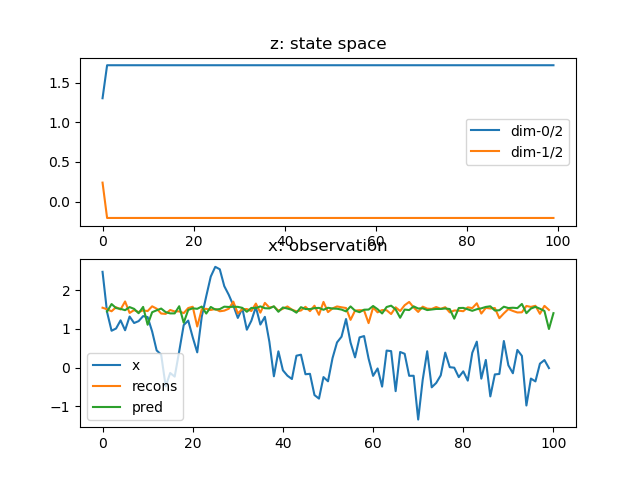 z: state space
1.5
1.0
0.5
0.0
dim-0/2
dim-1/2
0 20 40 60 80 100
x: observation
2
1
0
−1
x
recons
pred
0 20 40 60 80 100